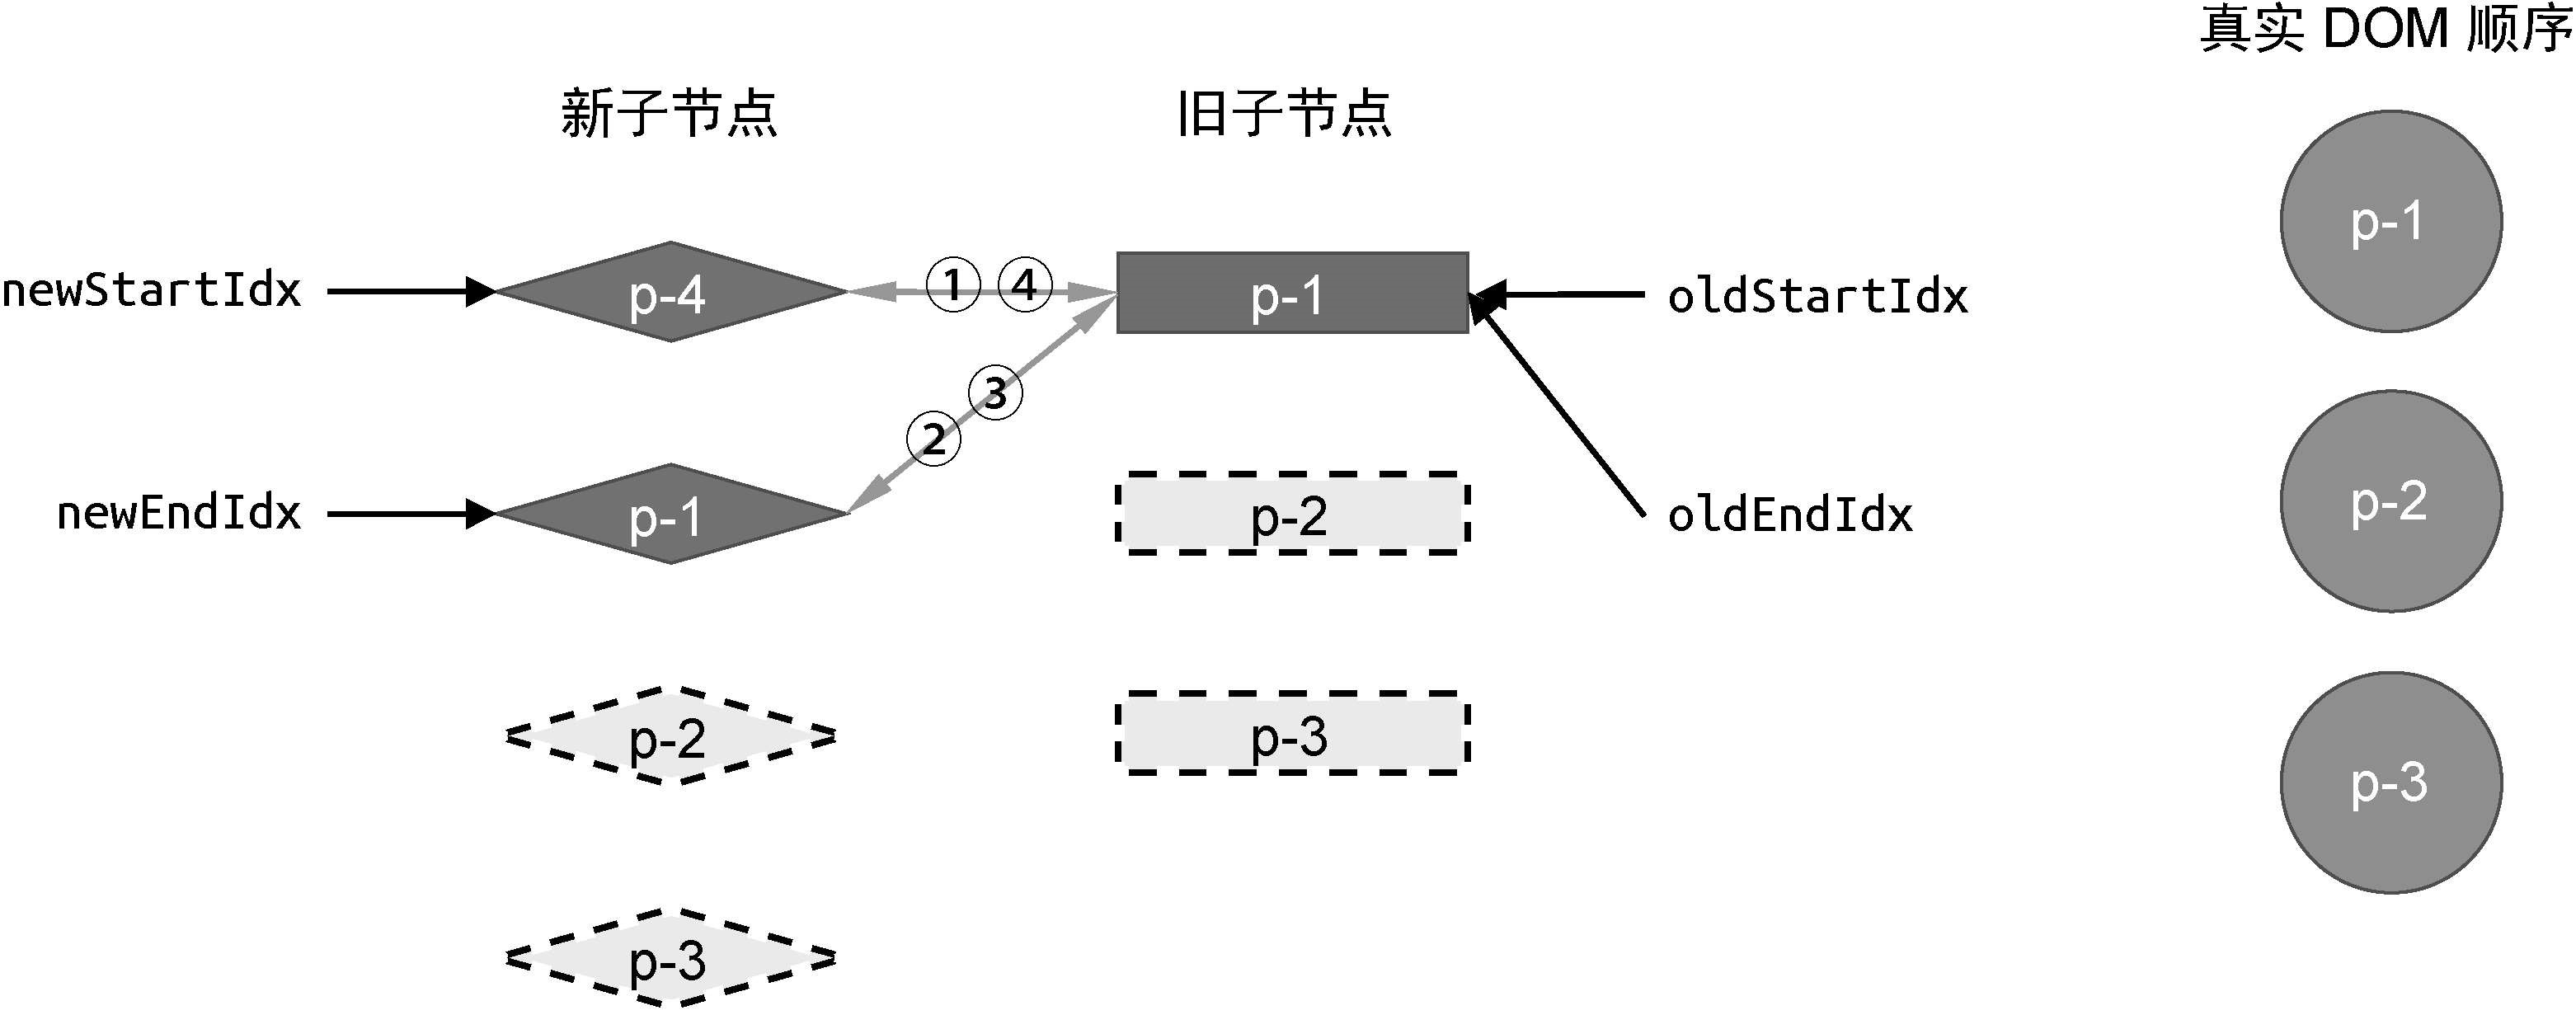 真实 DOM 顺序
新子节点
旧子节点
p-1
newStartIdx
p-4
① ④
p-1
oldStartIdx
③
②
p-2
newEndIdx
p-1
p-2
oldEndIdx
p-2
p-3
p-3
p-3